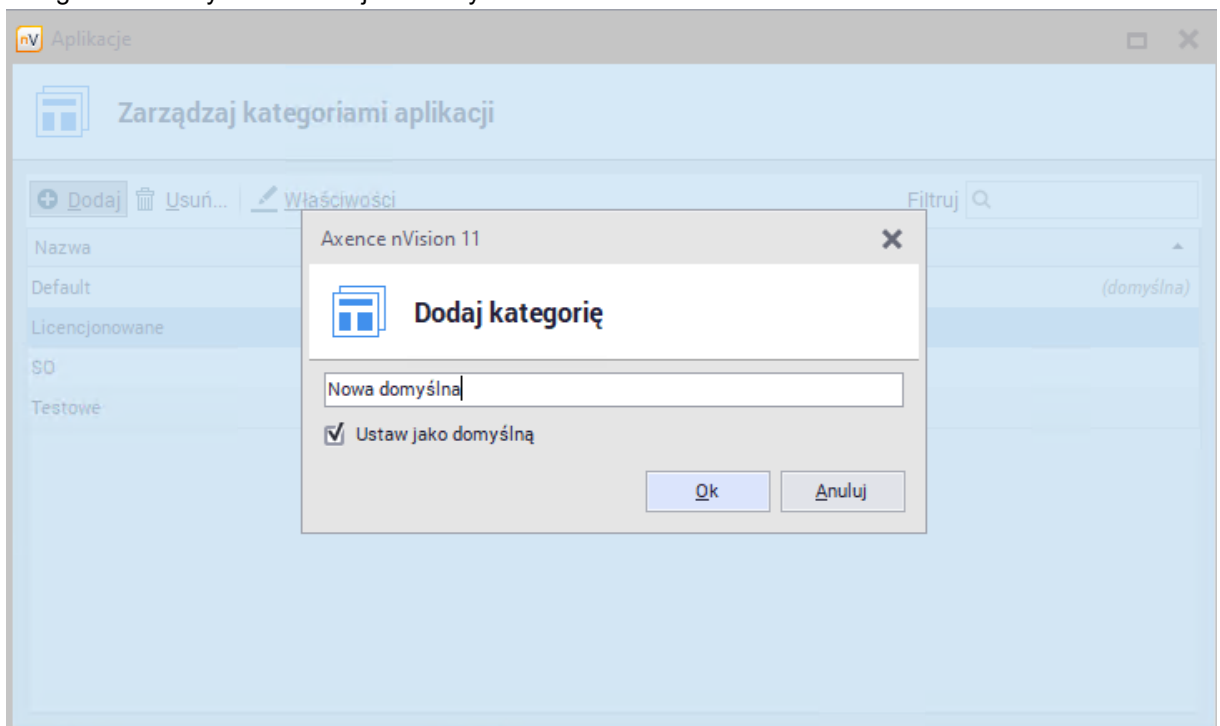 nV Aplikacje
Zarządzaj kategoriami aplikacji
Dodaj Usuń... Właściwości Filtruj
Nazwa
Default (domyślna)
Licencjonowane
SO
Testowe
Axence nVision 11
Dodaj kategorię
Nowa domyślna
Ustaw jako domyślną
Ok Anuluj